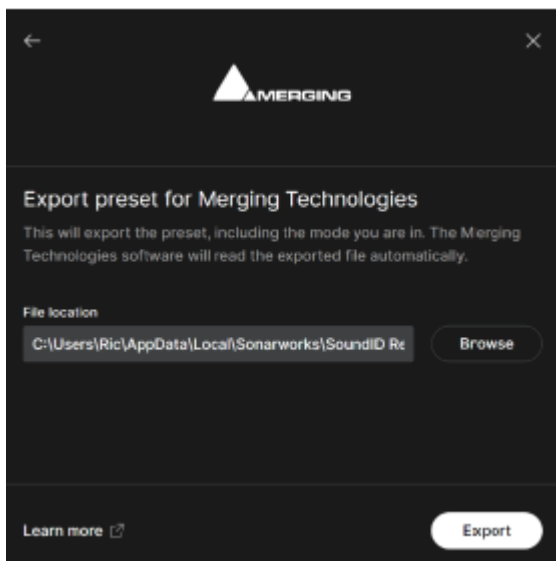 MERGING
Export preset for Merging Technologies
This will export the preset, including the mode you are in. The Merging
Technologies software will read the exported file automatically.
File location
C:\Users\Ric\AppData\Local\Sonarworks\SoundID Re
Browse
Learn more
Export